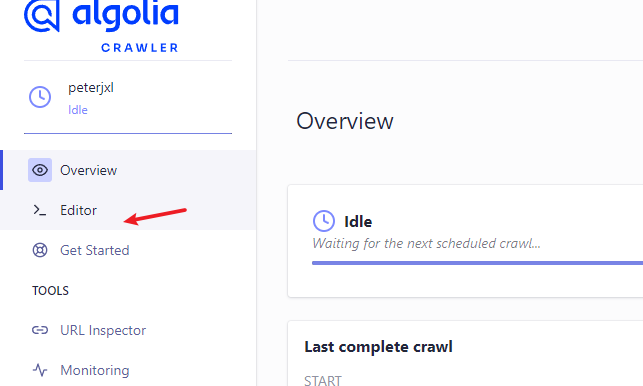 algolia
CRAWLER
peterjxl
Idle
Overview
Editor
Get Started
TOOLS
URL Inspector
Monitoring
Overview
Idle
Waiting for the next scheduled crawl...
Last complete crawl
START